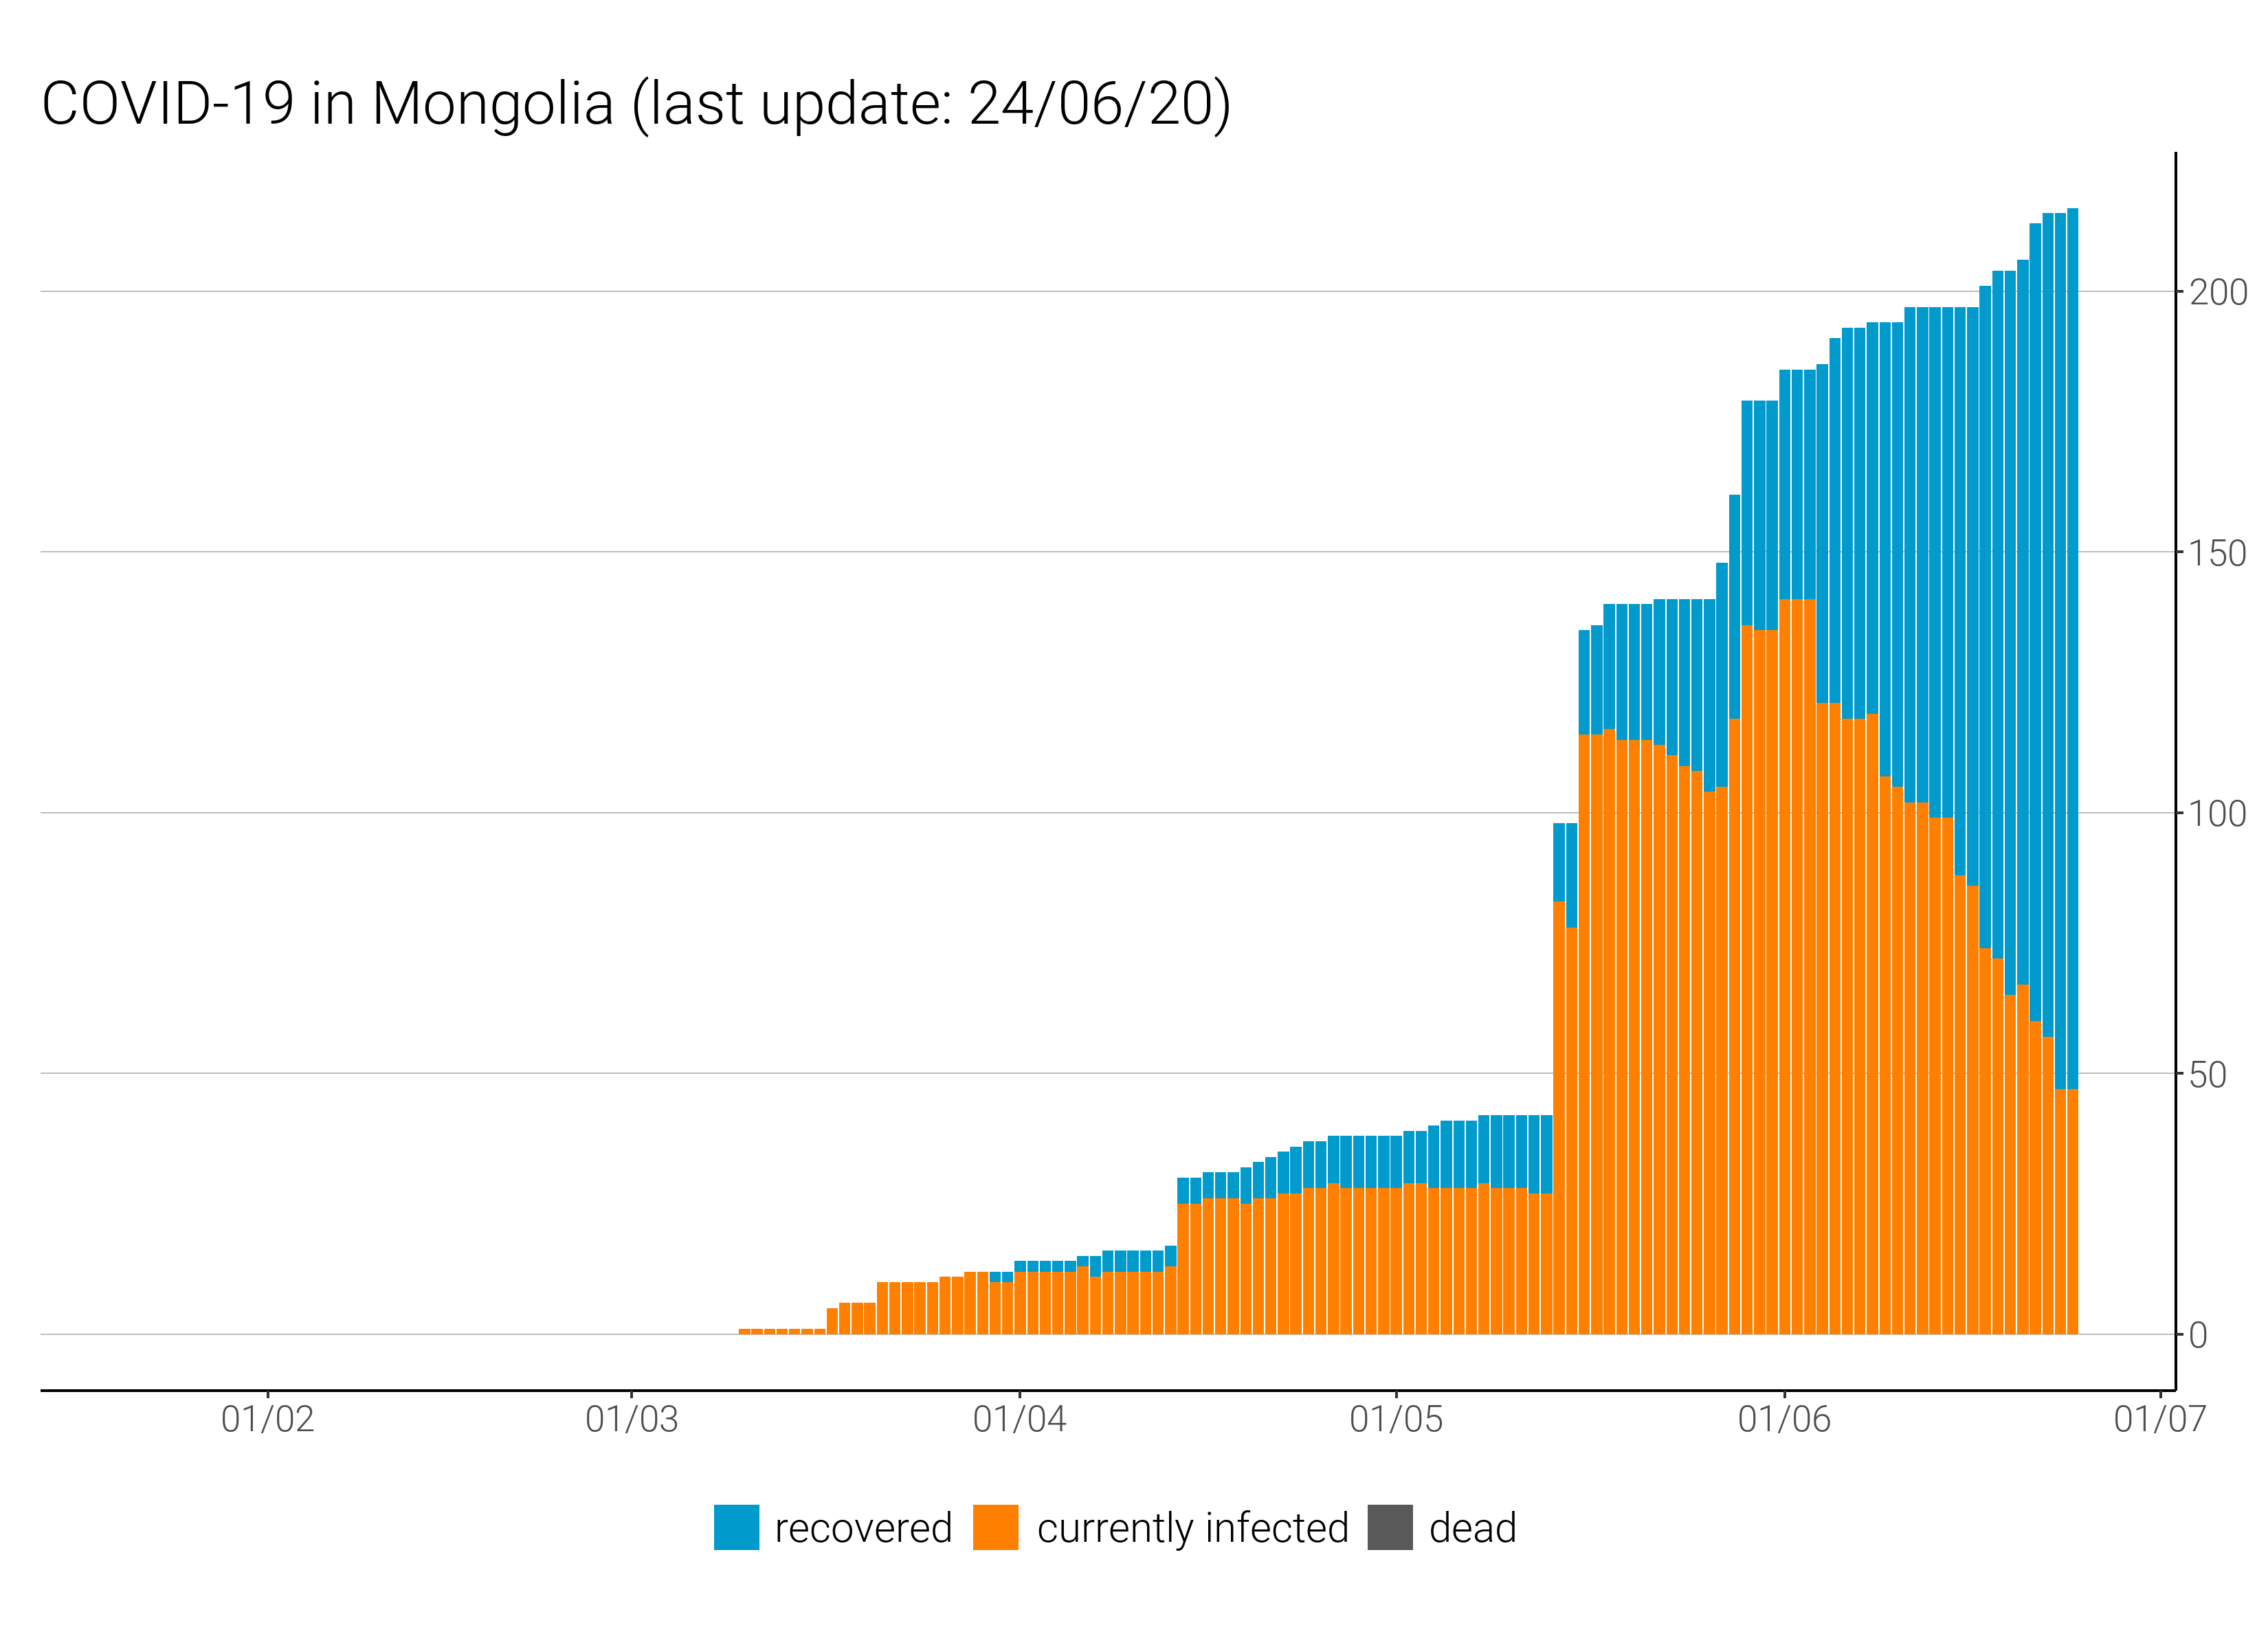 COVID-19 in Mongolia (last update: 24/06/20)
200
150
100
50
0
01/02 01/03 01/04 01/05 01/06 01/07
recovered currently infected dead